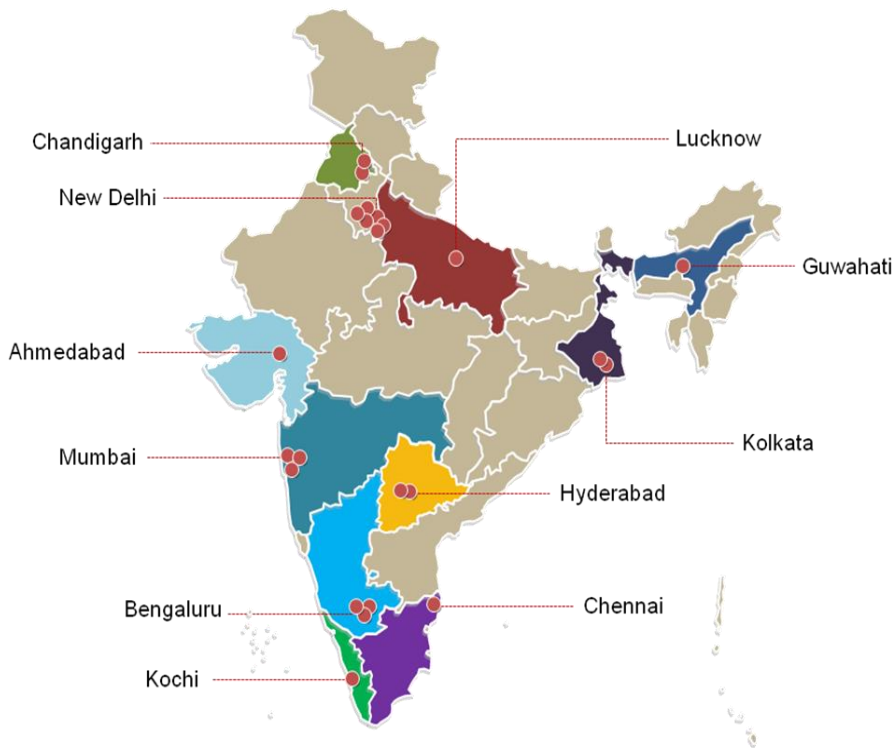 Lucknow
Chandigarh
New Delhi
Guwahati
Ahmedabad
Kolkata
Mumbai
Hyderabad
Bengaluru
Chennai
Kochi